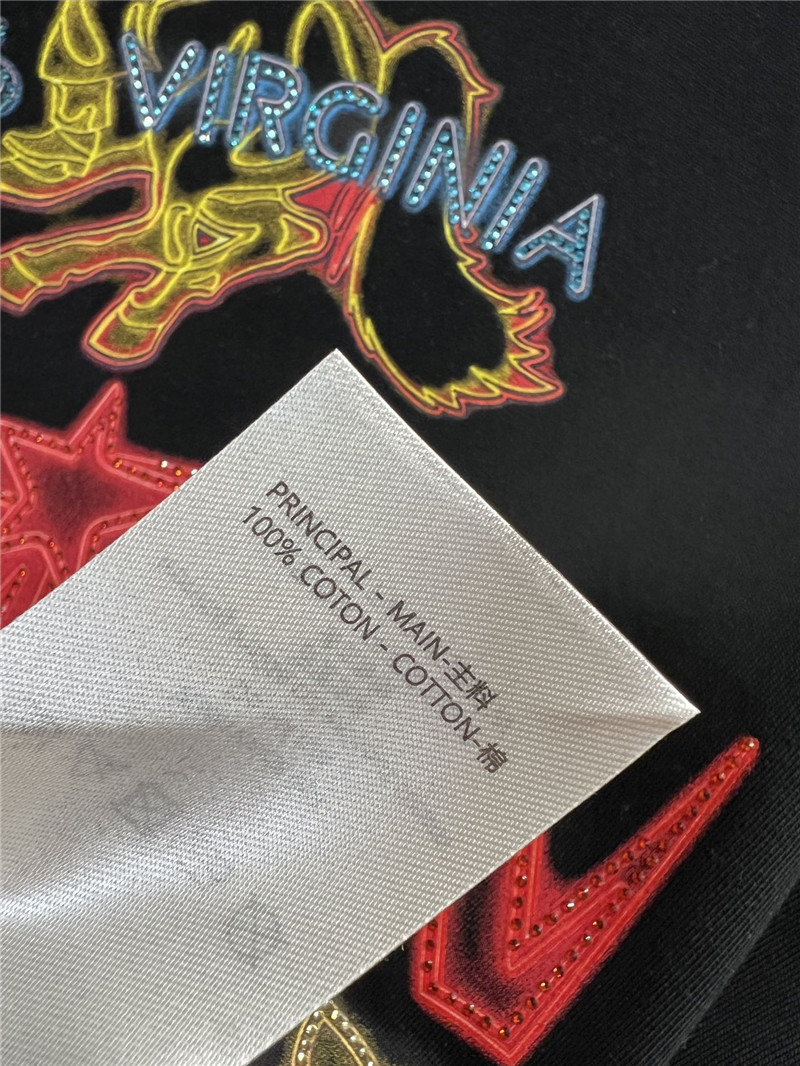 VIRGINIA
PRINCIPAL - MAIN-主料
100% COTON - COTTON-棉